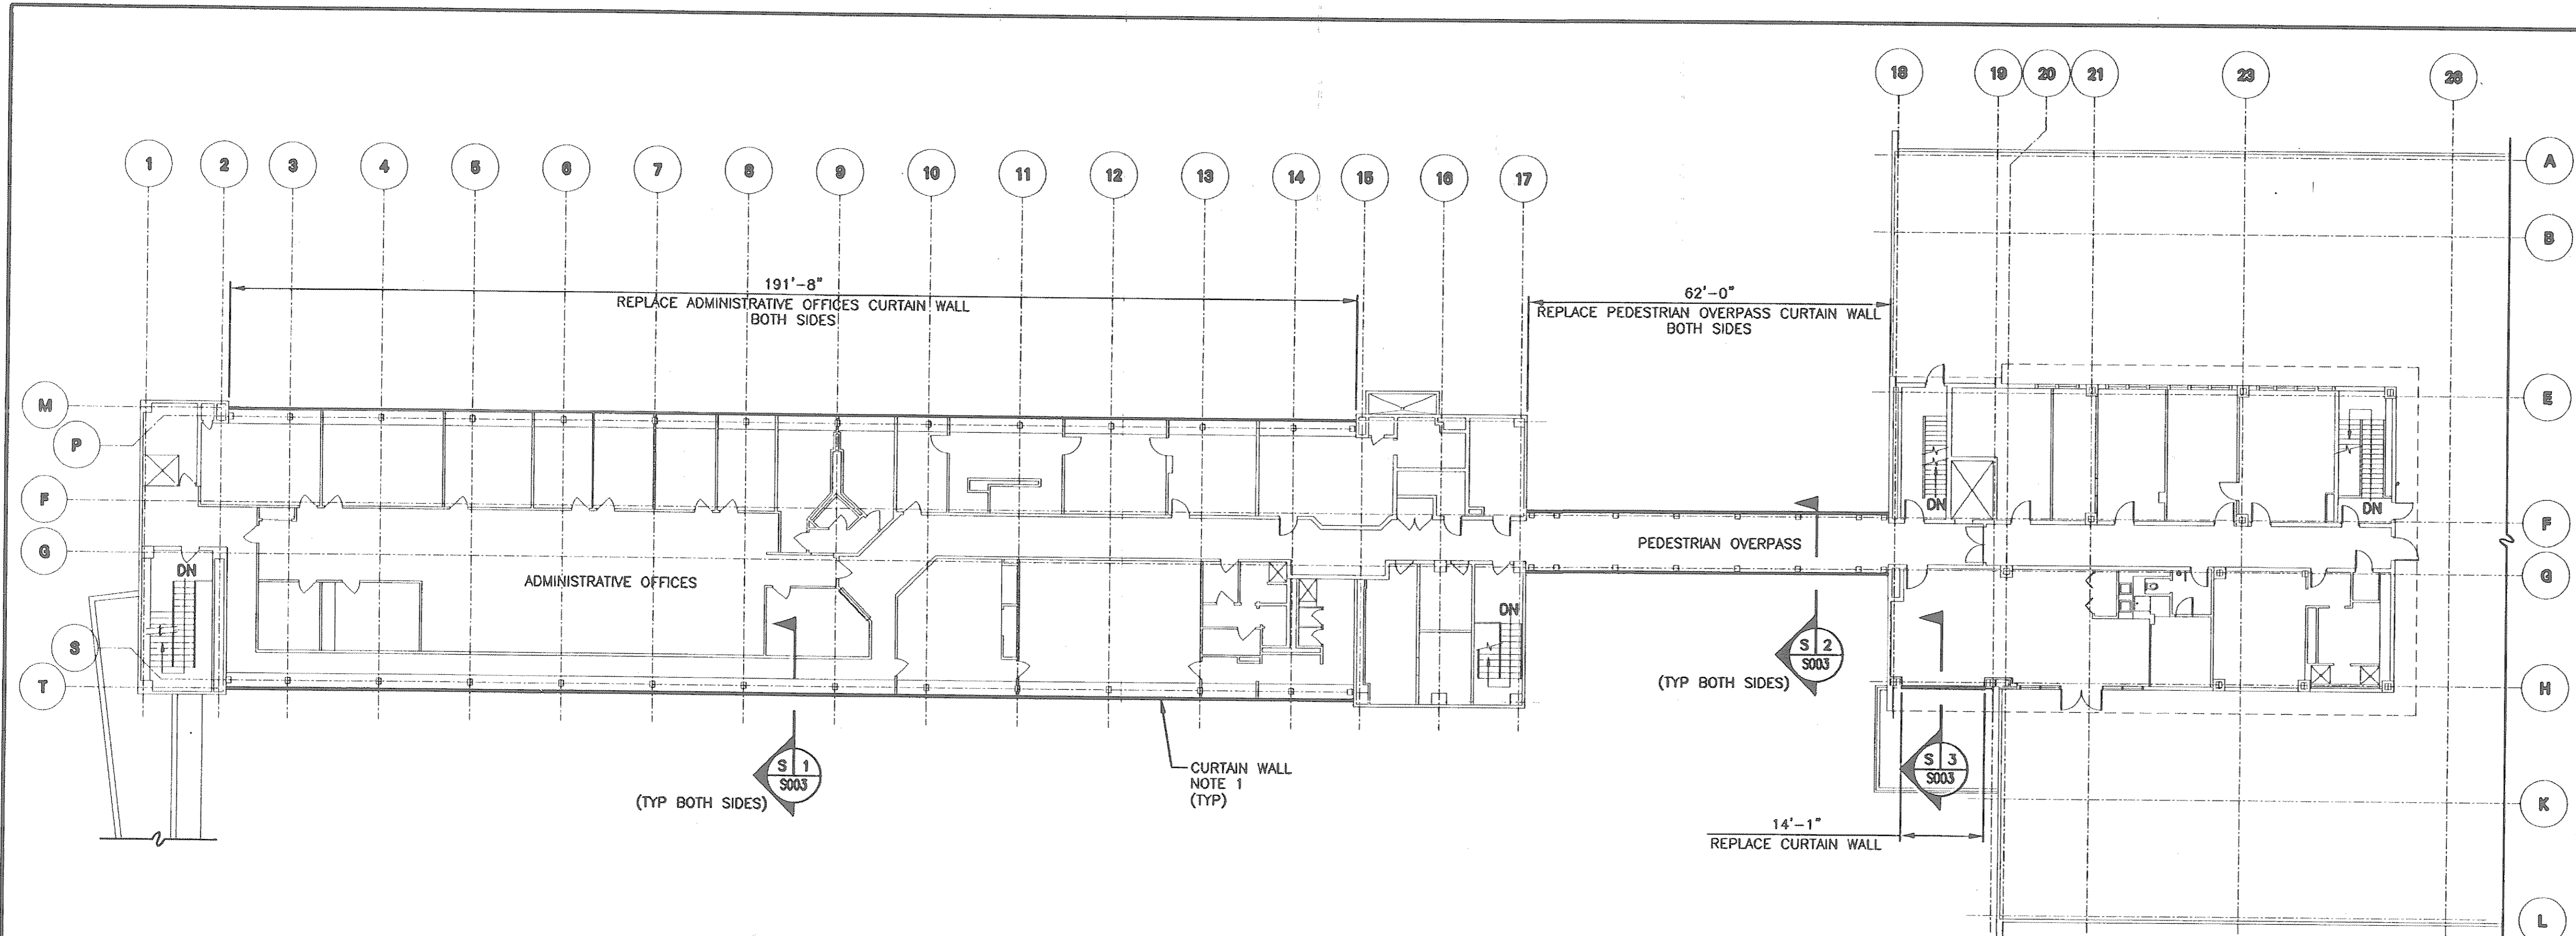 18 19 20 21 23 26
1 2 3 4 5 6 7 8 9 10 11 12 13 14 15 16 17
A
B
191'-8"
REPLACE ADMINISTRATIVE OFFICES CURTAIN WALL
BOTH SIDES
62'-0"
REPLACE PEDESTRIAN OVERPASS CURTAIN WALL
BOTH SIDES
M
E
P
F
DN
DN
F
G
PEDESTRIAN OVERPASS
DN
ADMINISTRATIVE OFFICES
G
DN
S
T
S 2
S003
(TYP BOTH SIDES)
H
S 1
S003
(TYP BOTH SIDES)
CURTAIN WALL
NOTE 1
(TYP)
S 3
S003
K
14'-1"
REPLACE CURTAIN WALL
L